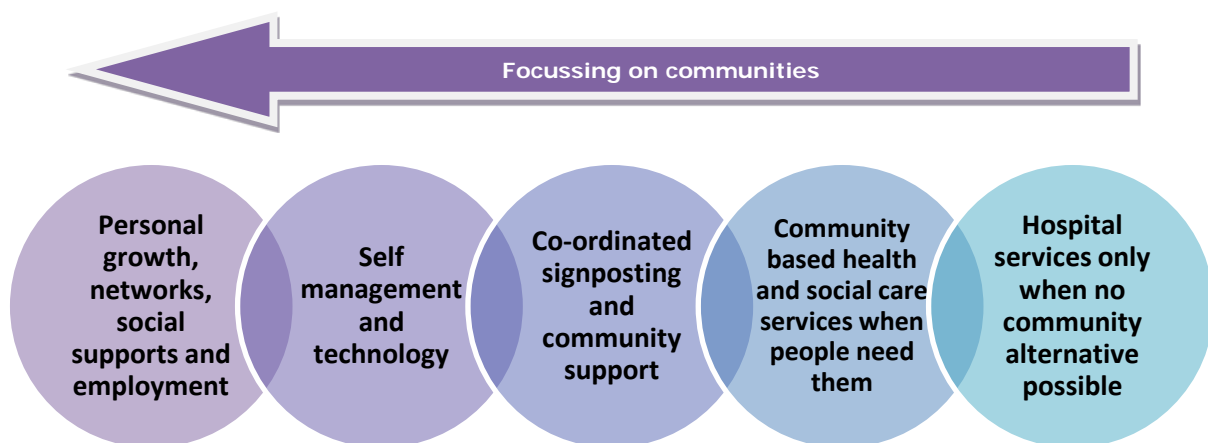 Focussing on communities
Personal
growth,
networks,
social
supports and
employment
Self
management
and
technology
Co-ordinated
signposting
and
community
support
Community
based health
and social care
services when
people need
them
Hospital
services only
when no
community
alternative
possible